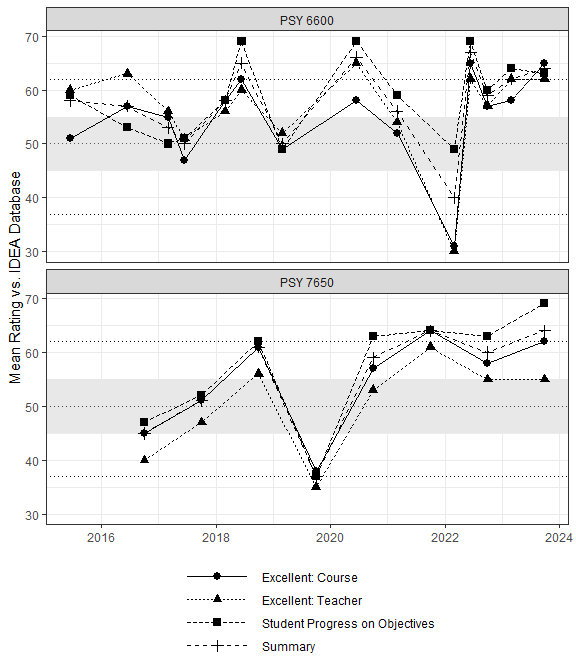 PSY 6600
70
60
50
40
30
Mean Rating vs. IDEA Database
PSY 7650
70
60
50
40
30
2016 2018 2020 2022 2024
Excellent: Course
Excellent: Teacher
Student Progress on Objectives
Summary